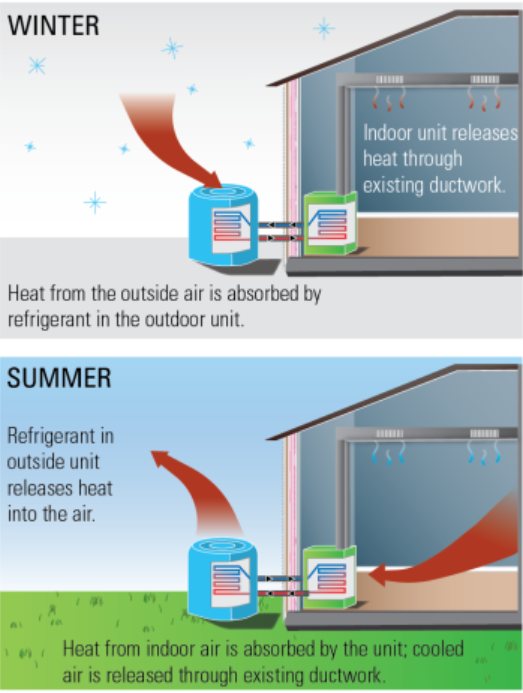 WINTER
Indoor unit releases
heat through
existing ductwork.
Heat from the outside air is absorbed by
refrigerant in the outdoor unit.
SUMMER
Refrigerant in
outside unit
releases heat
into the air.
Heat from indoor air is absorbed by the unit; cooled
air is released through existing ductwork.